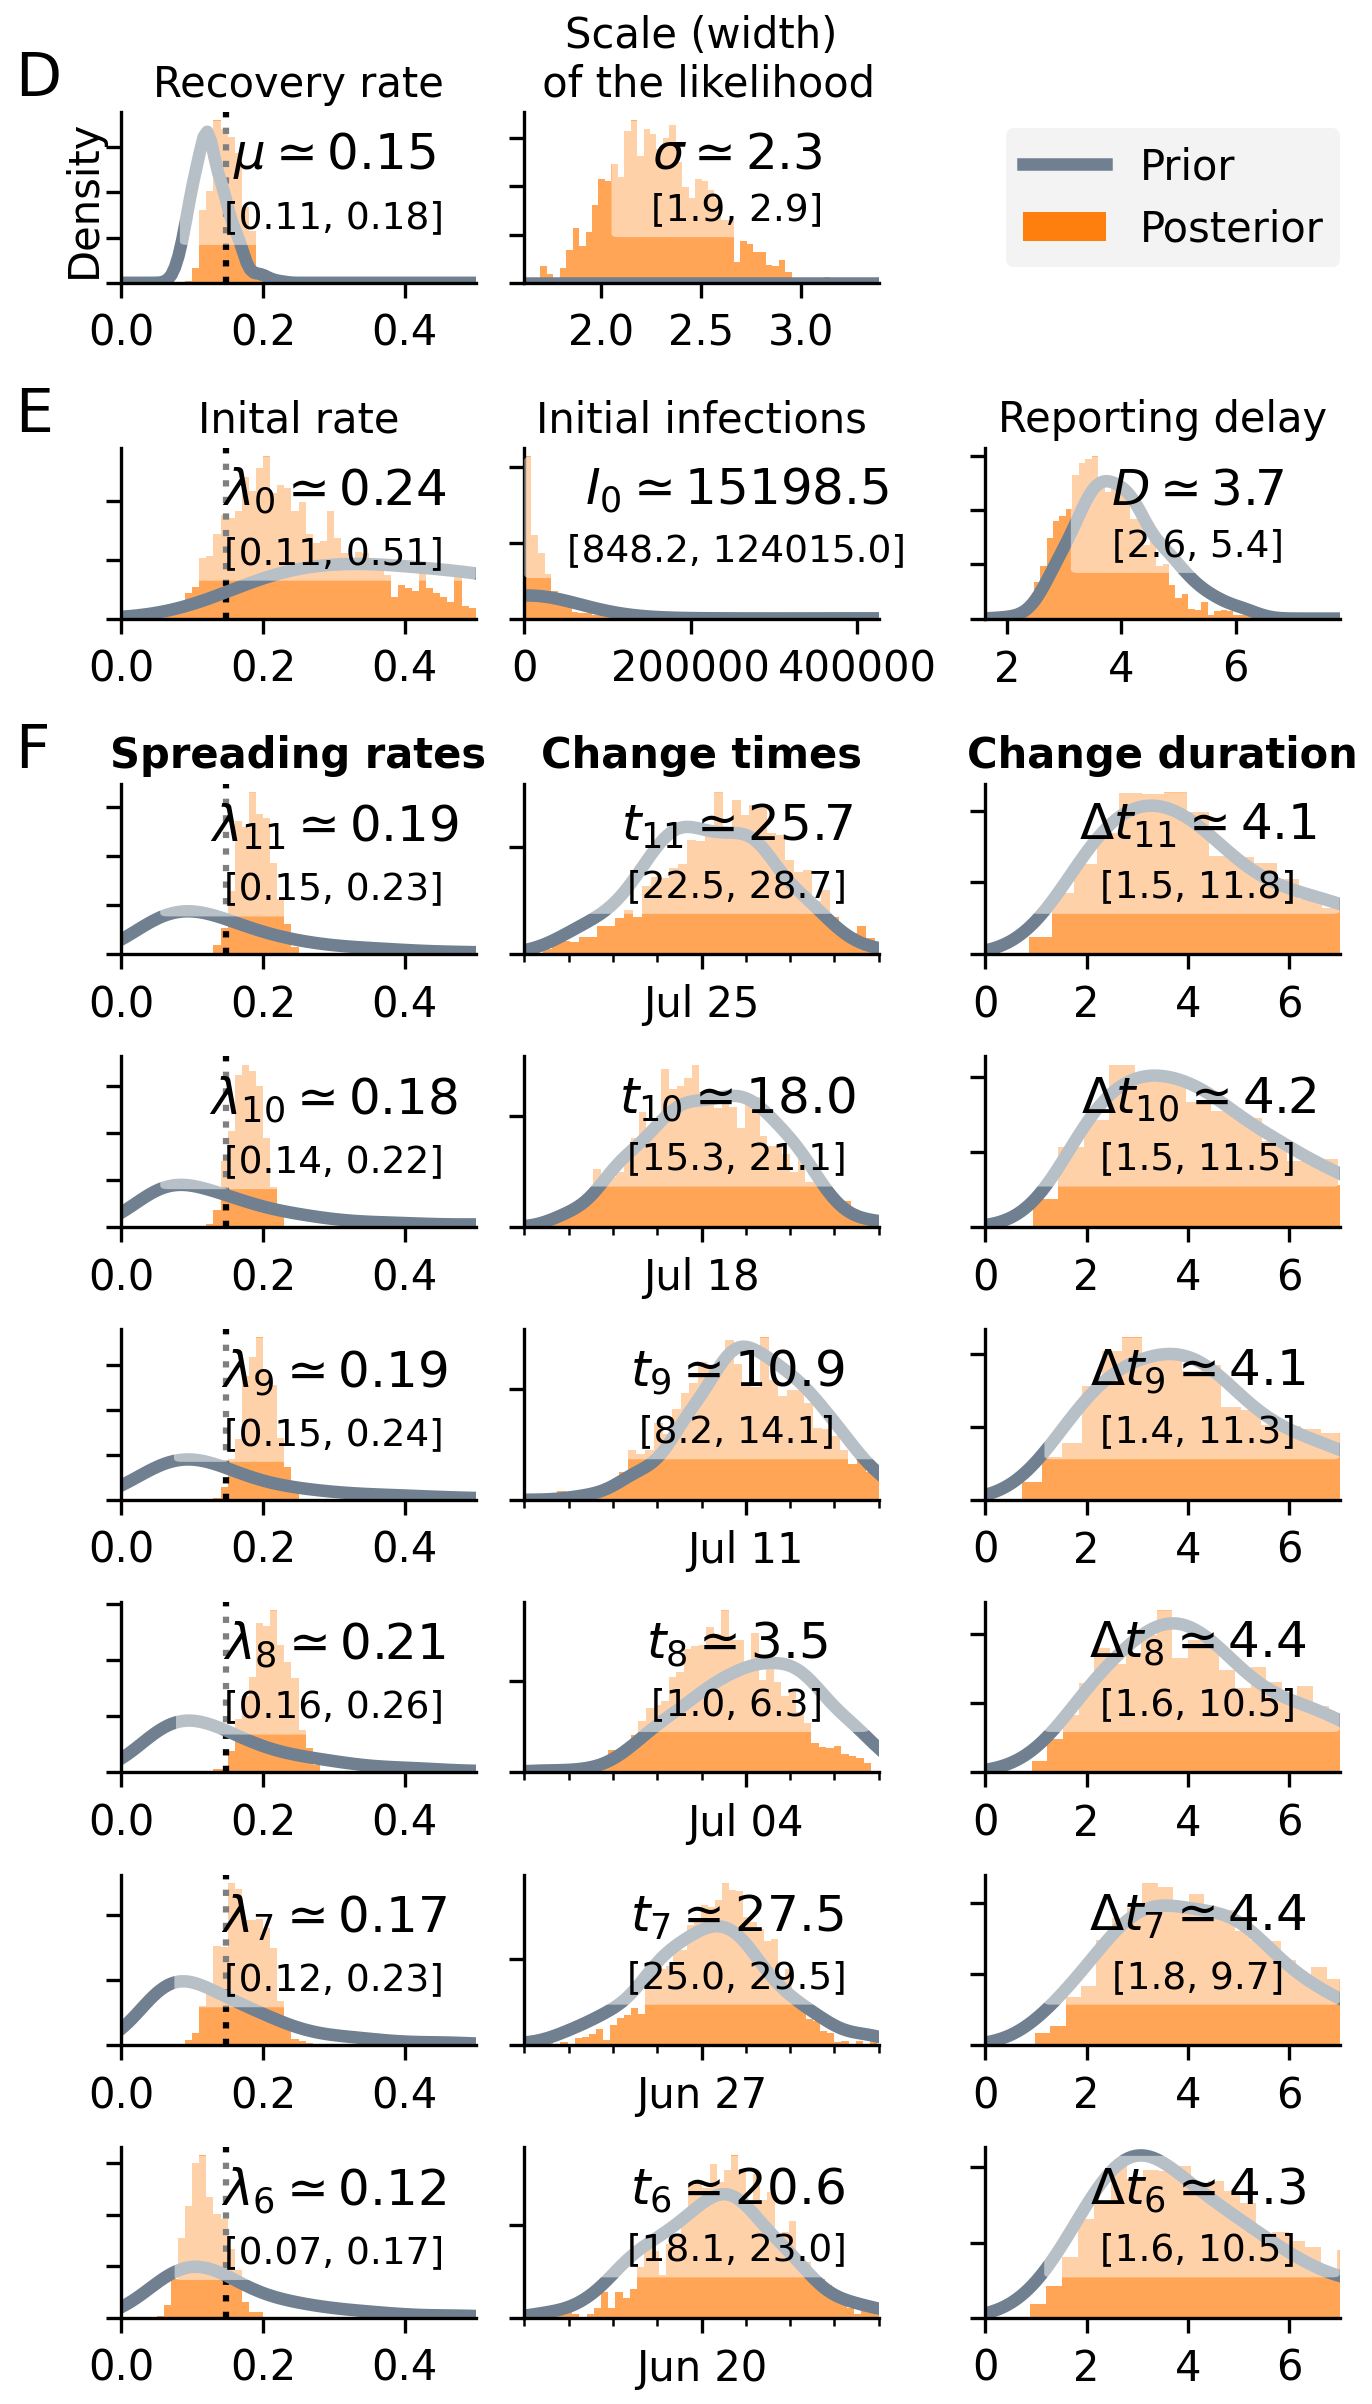 Scale (width)
of the likelihood
D
Recovery rate
Density
μ ≃ 0.15
[0.11, 0.18]
0.0 0.2 0.4
σ ≃ 2.3
[1.9, 2.9]
2.0 2.5 3.0
Prior
Posterior
E
Inital rate
λ0 ≃ 0.24
[0.11, 0.51]
0.0 0.2 0.4
Initial infections
I0 ≃ 15198.5
[848.2, 124015.0]
0 200000 400000
Reporting delay
D ≃ 3.7
[2.6, 5.4]
2 4 6
F
Spreading rates
Change times
Change duration
λ11 ≃ 0.19
[0.15, 0.23]
0.0 0.2 0.4
t11 ≃ 25.7
[22.5, 28.7]
Jul 25
Δt11 ≃ 4.1
[1.5, 11.8]
0 2 4 6
λ10 ≃ 0.18
[0.14, 0.22]
0.0 0.2 0.4
t10 ≃ 18.0
[15.3, 21.1]
Jul 18
Δt10 ≃ 4.2
[1.5, 11.5]
0 2 4 6
λ9 ≃ 0.19
[0.15, 0.24]
0.0 0.2 0.4
t9 ≃ 10.9
[8.2, 14.1]
Jul 11
Δt9 ≃ 4.1
[1.4, 11.3]
0 2 4 6
λ8 ≃ 0.21
[0.16, 0.26]
0.0 0.2 0.4
t8 ≃ 3.5
[1.0, 6.3]
Jul 04
Δt8 ≃ 4.4
[1.6, 10.5]
0 2 4 6
λ7 ≃ 0.17
[0.12, 0.23]
0.0 0.2 0.4
t7 ≃ 27.5
[25.0, 29.5]
Jun 27
Δt7 ≃ 4.4
[1.8, 9.7]
0 2 4 6
λ6 ≃ 0.12
[0.07, 0.17]
0.0 0.2 0.4
t6 ≃ 20.6
[18.1, 23.0]
Jun 20
Δt6 ≃ 4.3
[1.6, 10.5]
0 2 4 6